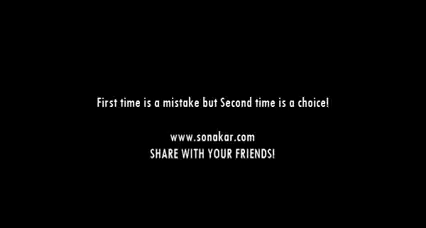 First time is a mistake but Second time is a choice!
www.sonakar.com
SHARE WITH YOUR FRIENDS!